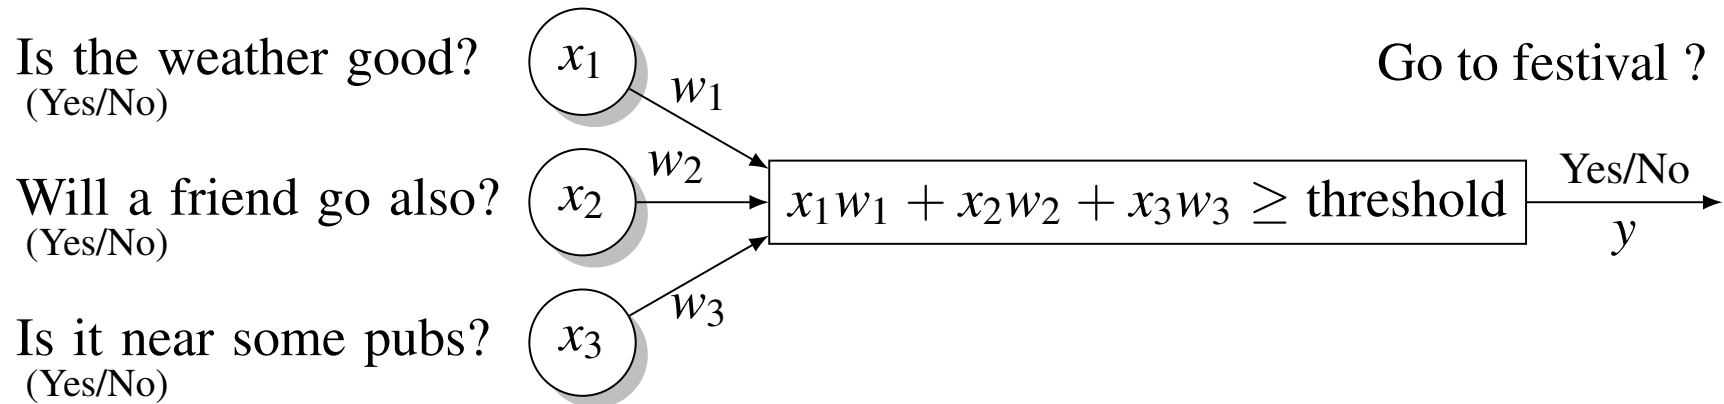 Is the weather good?
(Yes/No)
x₁
w₁
Go to festival ?
Will a friend go also?
(Yes/No)
x₂
w₂
x₁w₁ + x₂w₂ + x₃w₃ ≥ threshold
Yes/No
y
Is it near some pubs?
(Yes/No)
x₃
w₃